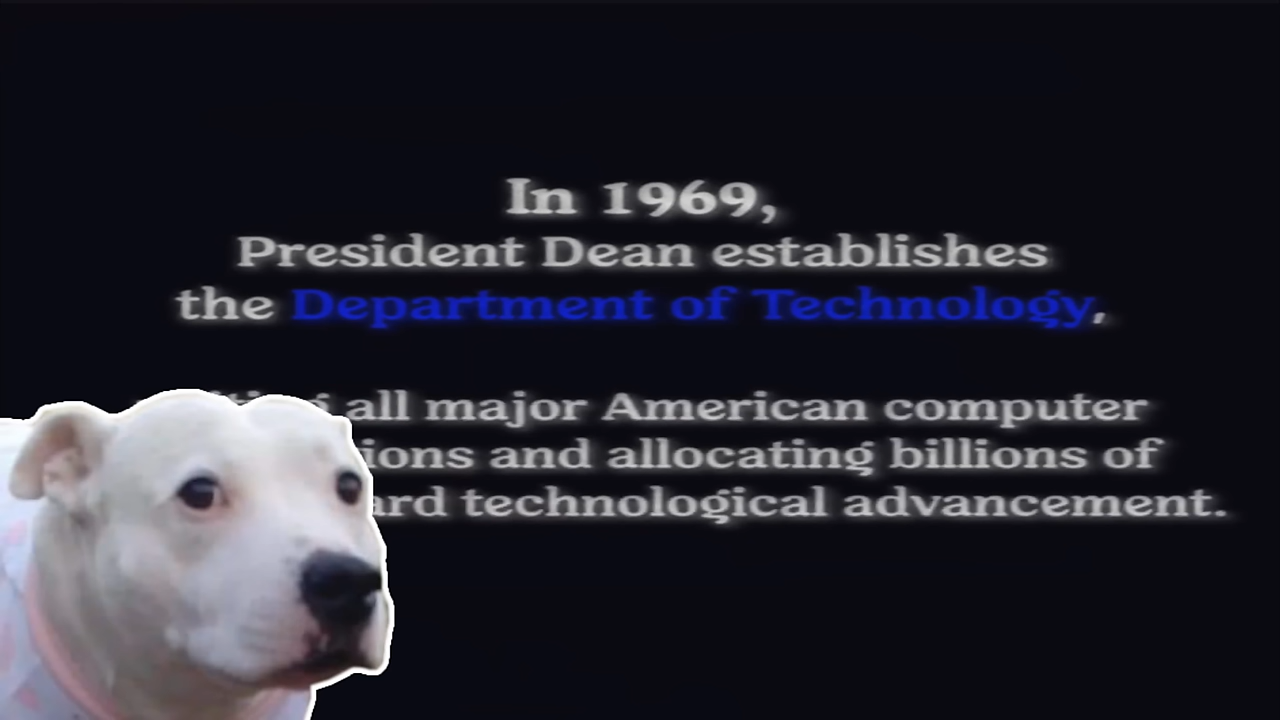 In 1969,
President Dean establishes
the Department of Technology,
all major American computer
and allocating billions of
technological advancement.